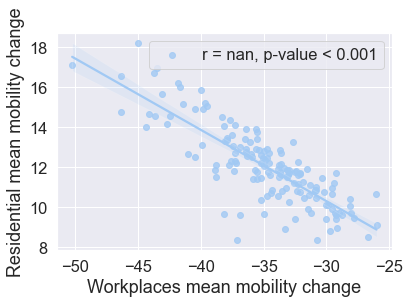 Residential mean mobility change
18
16
14
12
10
8
r = nan, p-value < 0.001
−50 −45 −40 −35 −30 −25
Workplaces mean mobility change